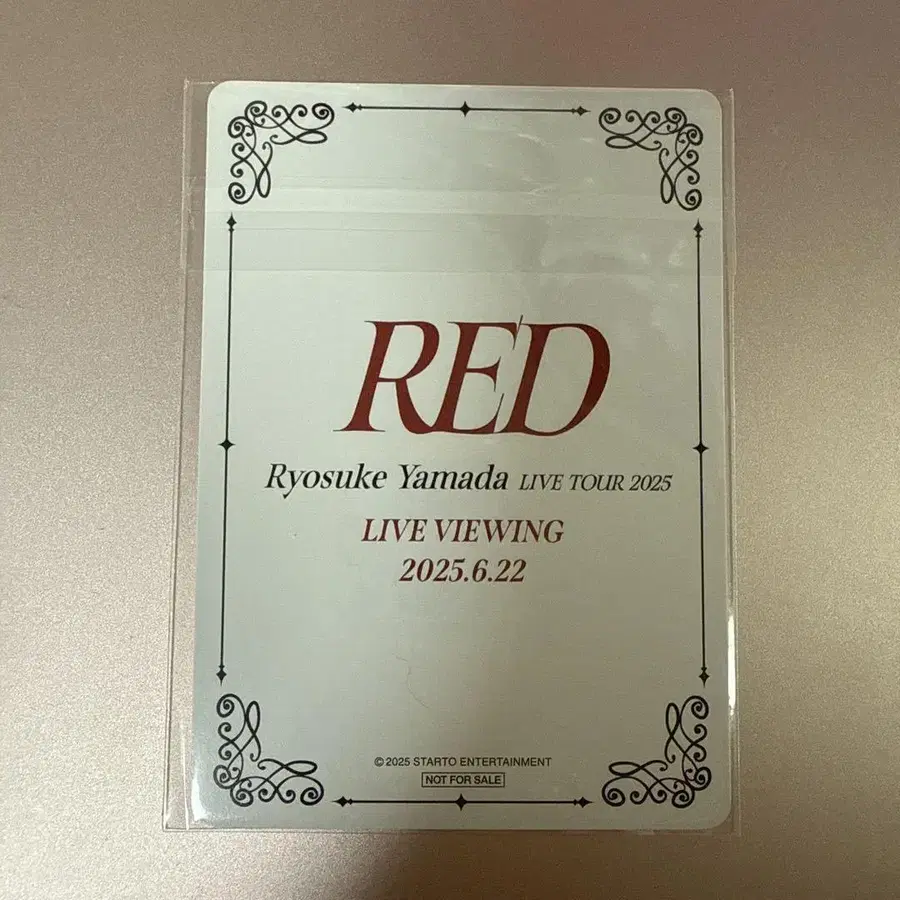 RED
Ryosuke Yamada LIVE TOUR 2025
LIVE VIEWING
2025.6.22
© 2025 STARTO ENTERTAINMENT
NOT FOR SALE